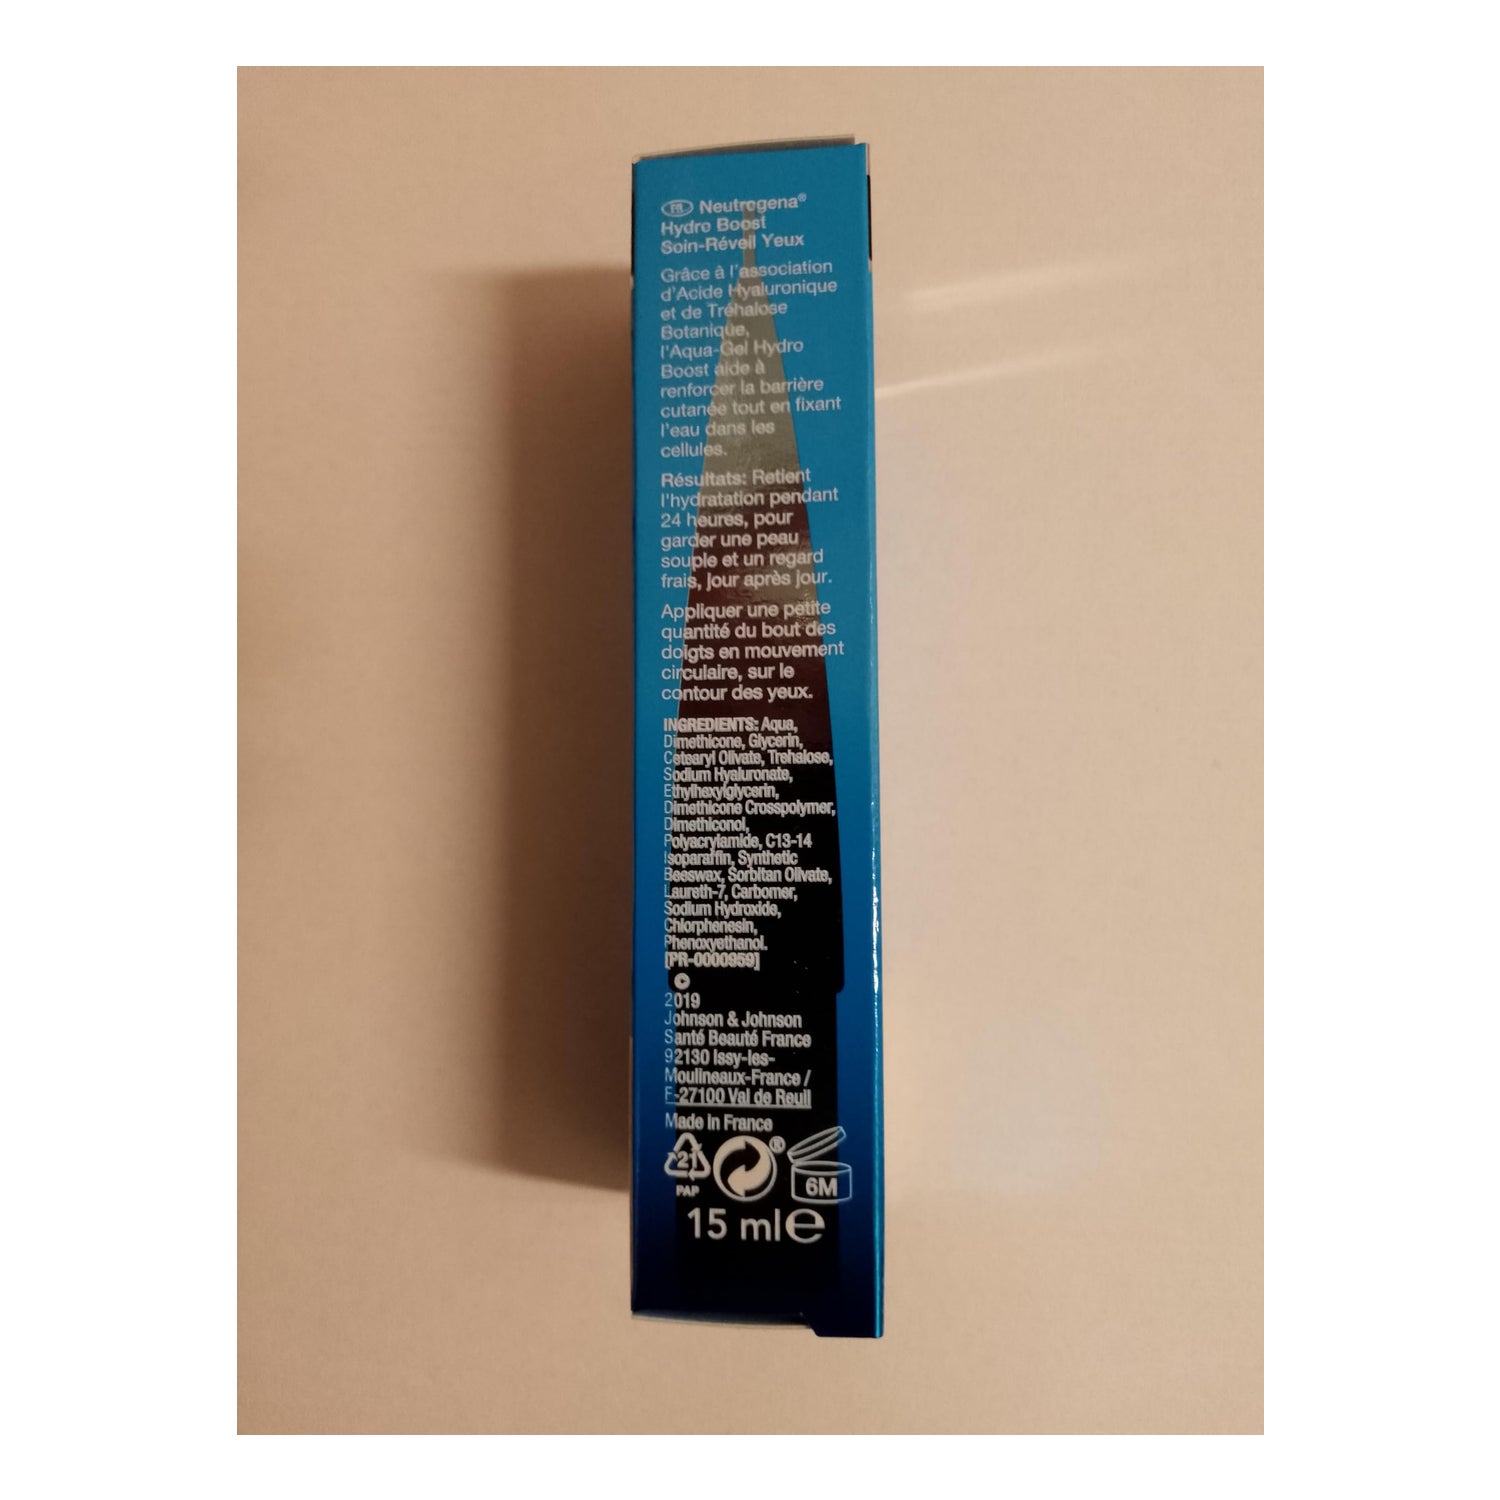 FR Neutrogena®
Hydro Boost
Soin-Réveil Yeux
Grâce à l'association
d'Acide Hyaluronique
et de Tréhalose
Botanique,
l'Aqua-Gel Hydro
Boost aide à
renforcer la barrière
cutanée tout en fixant
l'eau dans les
cellules.
Résultats: Retient
l'hydratation pendant
24 heures, pour
garder une peau
souple et un regard
frais, jour après jour.
Appliquer une petite
quantité du bout des
doigts en mouvement
circulaire, sur le
contour des yeux.
INGREDIENTS: Aqua,
Dimethicone, Glycerin,
Cetearyl Olivate, Trehalose,
Sodium Hyaluronate,
Ethylhexylglycerin,
Dimethicone Crosspolymer,
Dimethiconol,
Polyacrylamide, C13-14
Isoparaffin, Synthetic
Beeswax, Sorbitan Olivate,
Laureth-7, Carbomer,
Sodium Hydroxide,
Chlorphenesin,
Phenoxyethanol.
[PR-0000959]
2019
Johnson & Johnson
Santé Beauté France
92130 Issy-les-
Moulineaux-France /
F-27100 Val de Reuil
Made in France
21 ® 6M
PAP
15 ml e